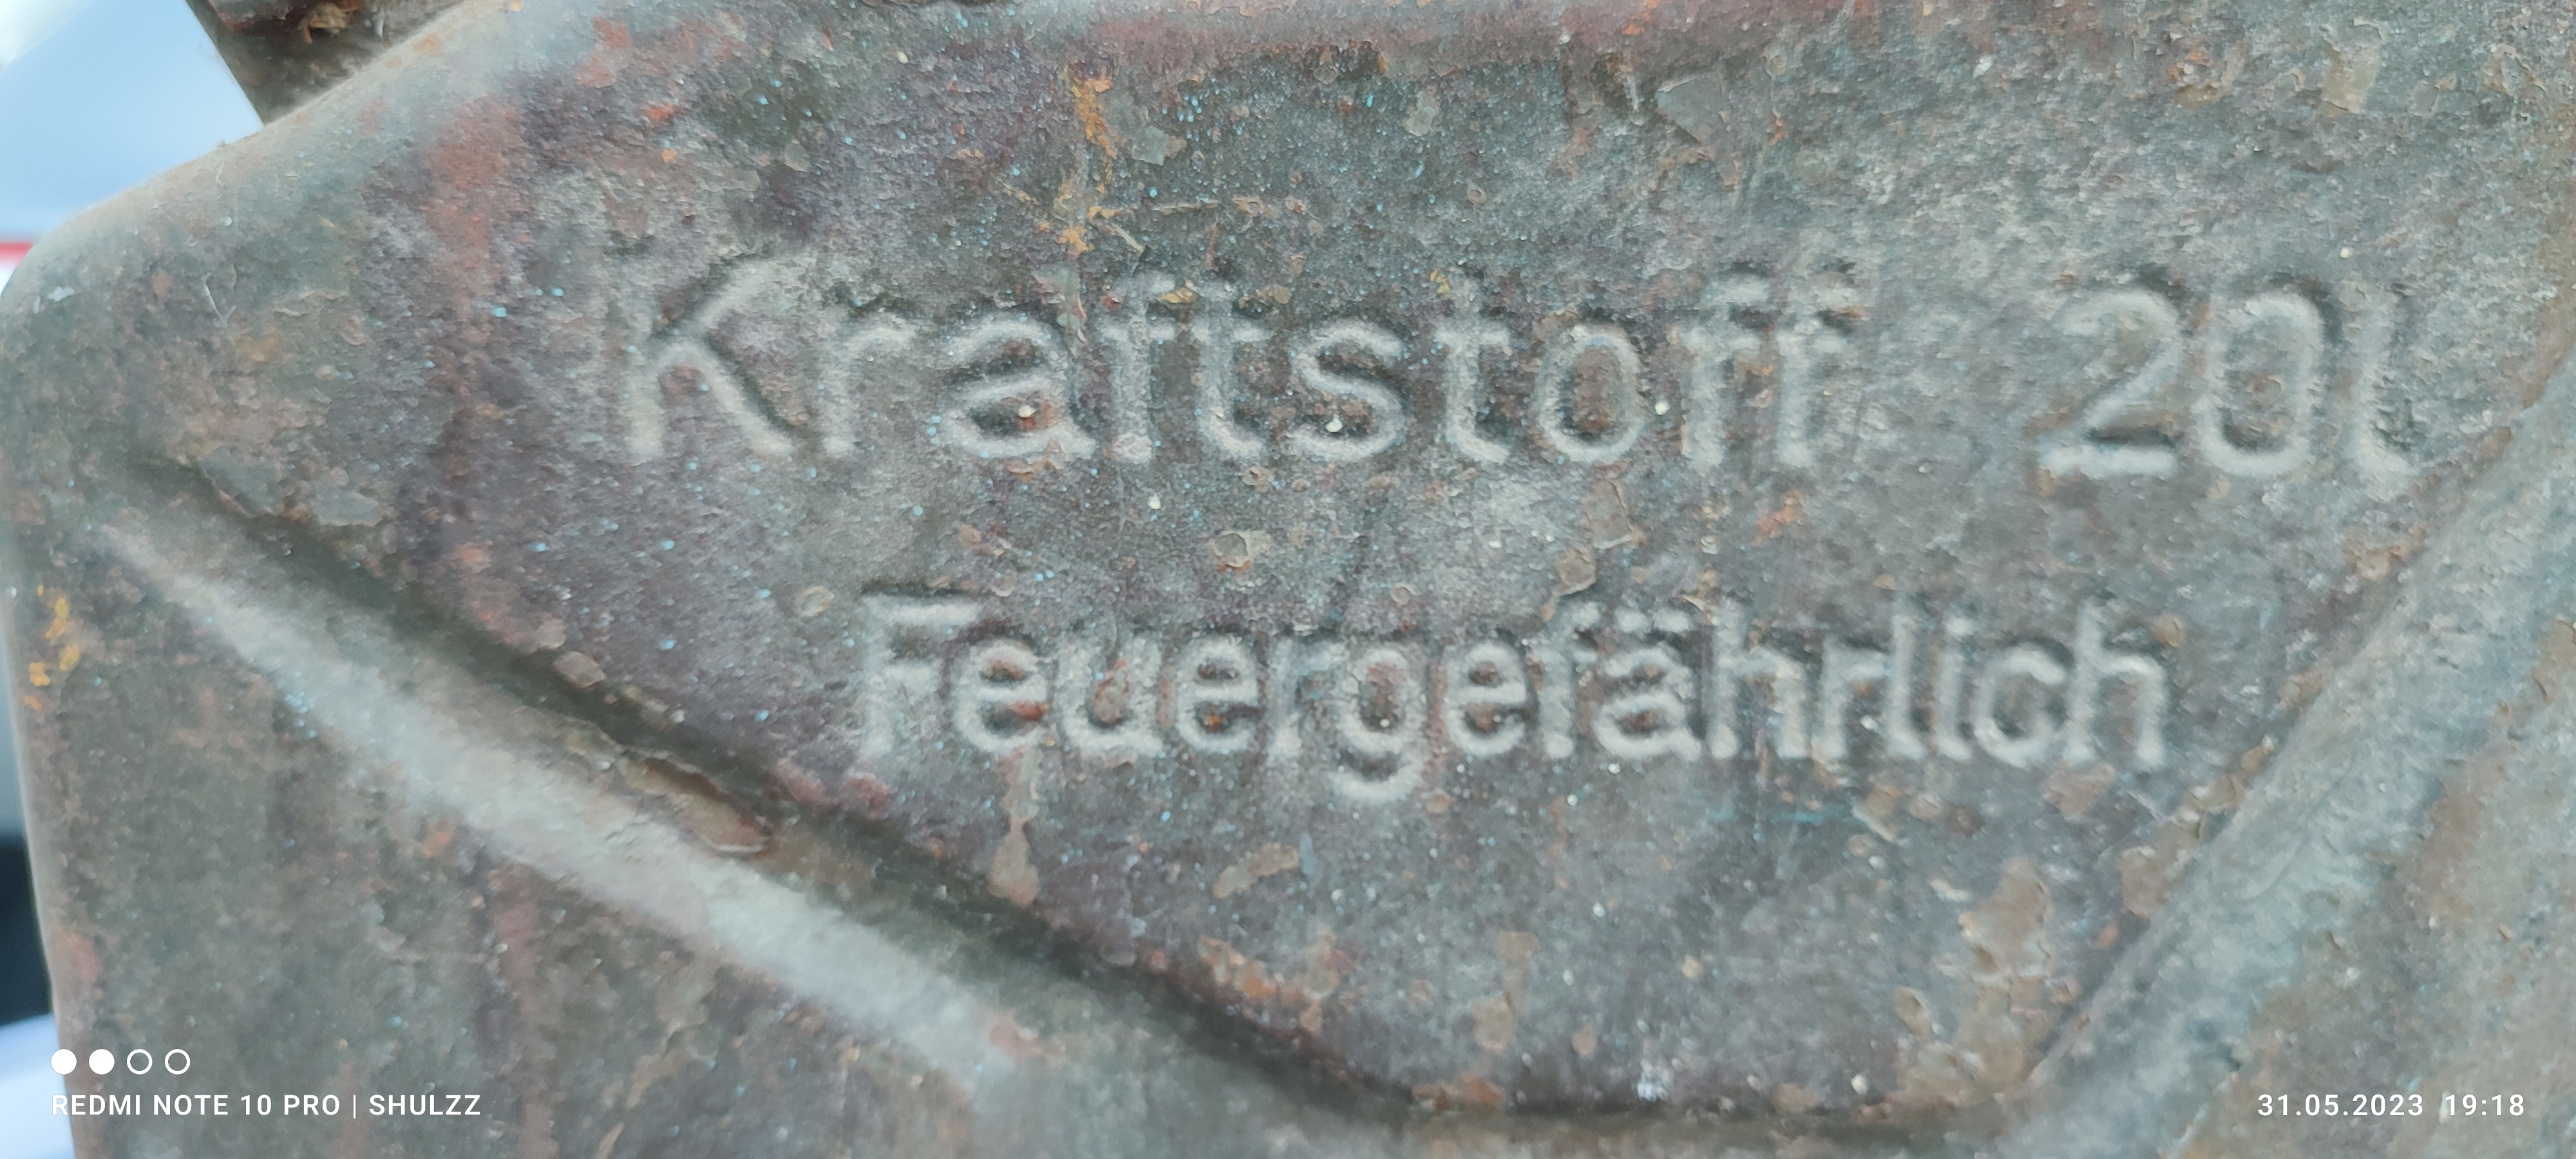 Kraftstoff 20l
Feuergefährlich
REDMI NOTE 10 PRO | SHULZZ
31.05.2023 19:18